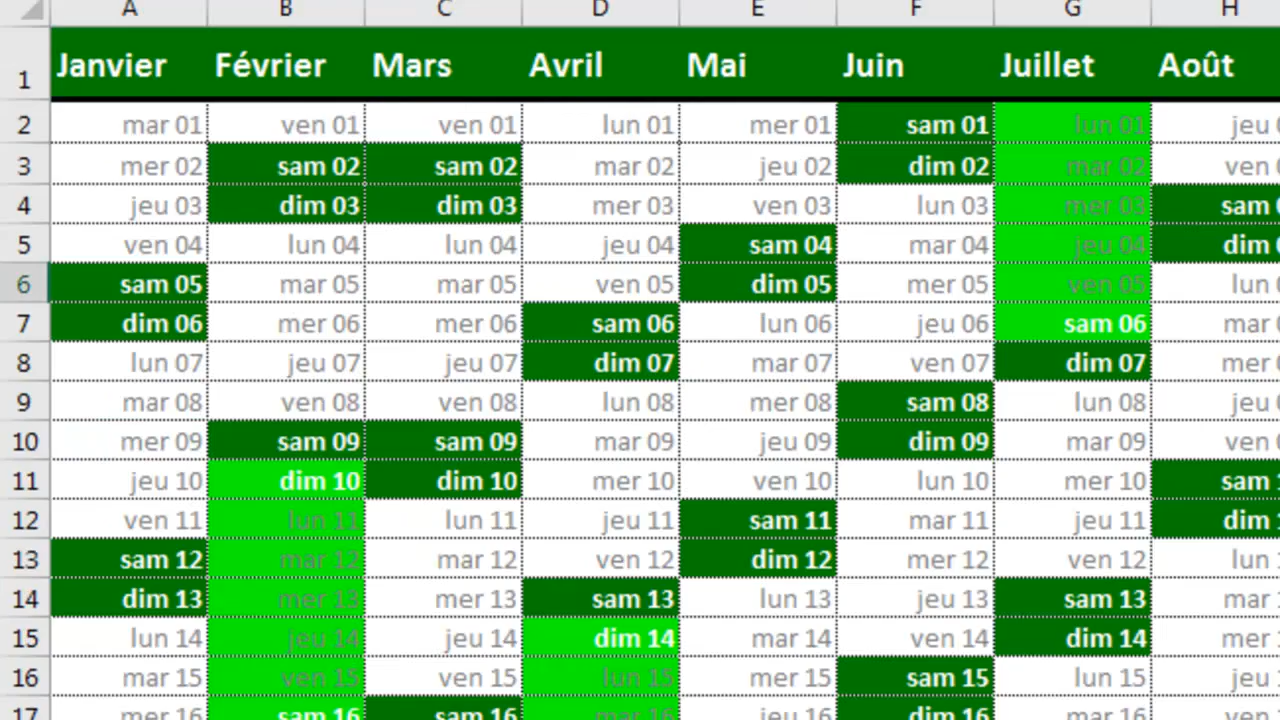 A B C D E F G H
1 Janvier Février Mars Avril Mai Juin Juillet Août
2 mar 01 ven 01 ven 01 lun 01 mer 01 sam 01 lun 01 jeu
3 mer 02 sam 02 sam 02 mar 02 jeu 02 dim 02 mar 02 ven
4 jeu 03 dim 03 dim 03 mer 03 ven 03 lun 03 mer 03 sam
5 ven 04 lun 04 lun 04 jeu 04 sam 04 mar 04 jeu 04 dim
6 sam 05 mar 05 mar 05 ven 05 dim 05 mer 05 ven 05 lun
7 dim 06 mer 06 mer 06 sam 06 lun 06 jeu 06 sam 06 mar
8 lun 07 jeu 07 jeu 07 dim 07 mar 07 ven 07 dim 07 mer
9 mar 08 ven 08 ven 08 lun 08 mer 08 sam 08 lun 08 jeu
10 mer 09 sam 09 sam 09 mar 09 jeu 09 dim 09 mar 09 ven
11 jeu 10 dim 10 dim 10 mer 10 ven 10 lun 10 mer 10 sam
12 ven 11 lun 11 lun 11 jeu 11 sam 11 mar 11 jeu 11 dim
13 sam 12 mar 12 mar 12 ven 12 dim 12 mer 12 ven 12 lun
14 dim 13 mer 13 mer 13 sam 13 lun 13 jeu 13 sam 13 mar
15 lun 14 jeu 14 jeu 14 dim 14 mar 14 ven 14 dim 14 mer
16 mar 15 ven 15 ven 15 lun 15 mer 15 sam 15 lun 15 jeu
17 mer 16 sam 16 sam 16 mar 16 jeu 16 dim 16 mar 16 ven